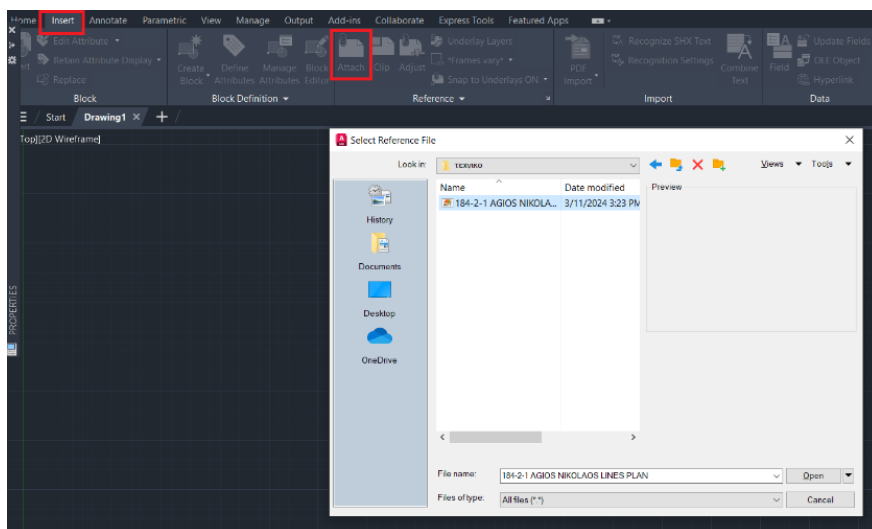 Home Insert Annotate Parametric View Manage Output Add-ins Collaborate Express Tools Featured Apps
Edit Attribute
Retain Attribute Display
Replace
Block
Create Block
Define Attributes
Manage Attributes
Block Editor
Block Definition
Attach
Clip
Adjust
Underlay Layers
*Frames vary*
Snap to Underlays ON
Reference
PDF Import
Recognize SHX Text
Recognition Settings
Combine Text
Import
Field
Update Fields
OLE Object
Hyperlink
Data
Start Drawing1
Top][2D Wireframe]
PROPERTIES
Select Reference File
Look in:
Views Tools
Name Date modified
184-2-1 AGIOS NIKOLA... 3/11/2024 3:23 PM
Preview
History
Documents
Desktop
OneDrive
File name: 184-2-1 AGIOS NIKOLAOS LINES PLAN Open
Files of type: All files (*.*) Cancel